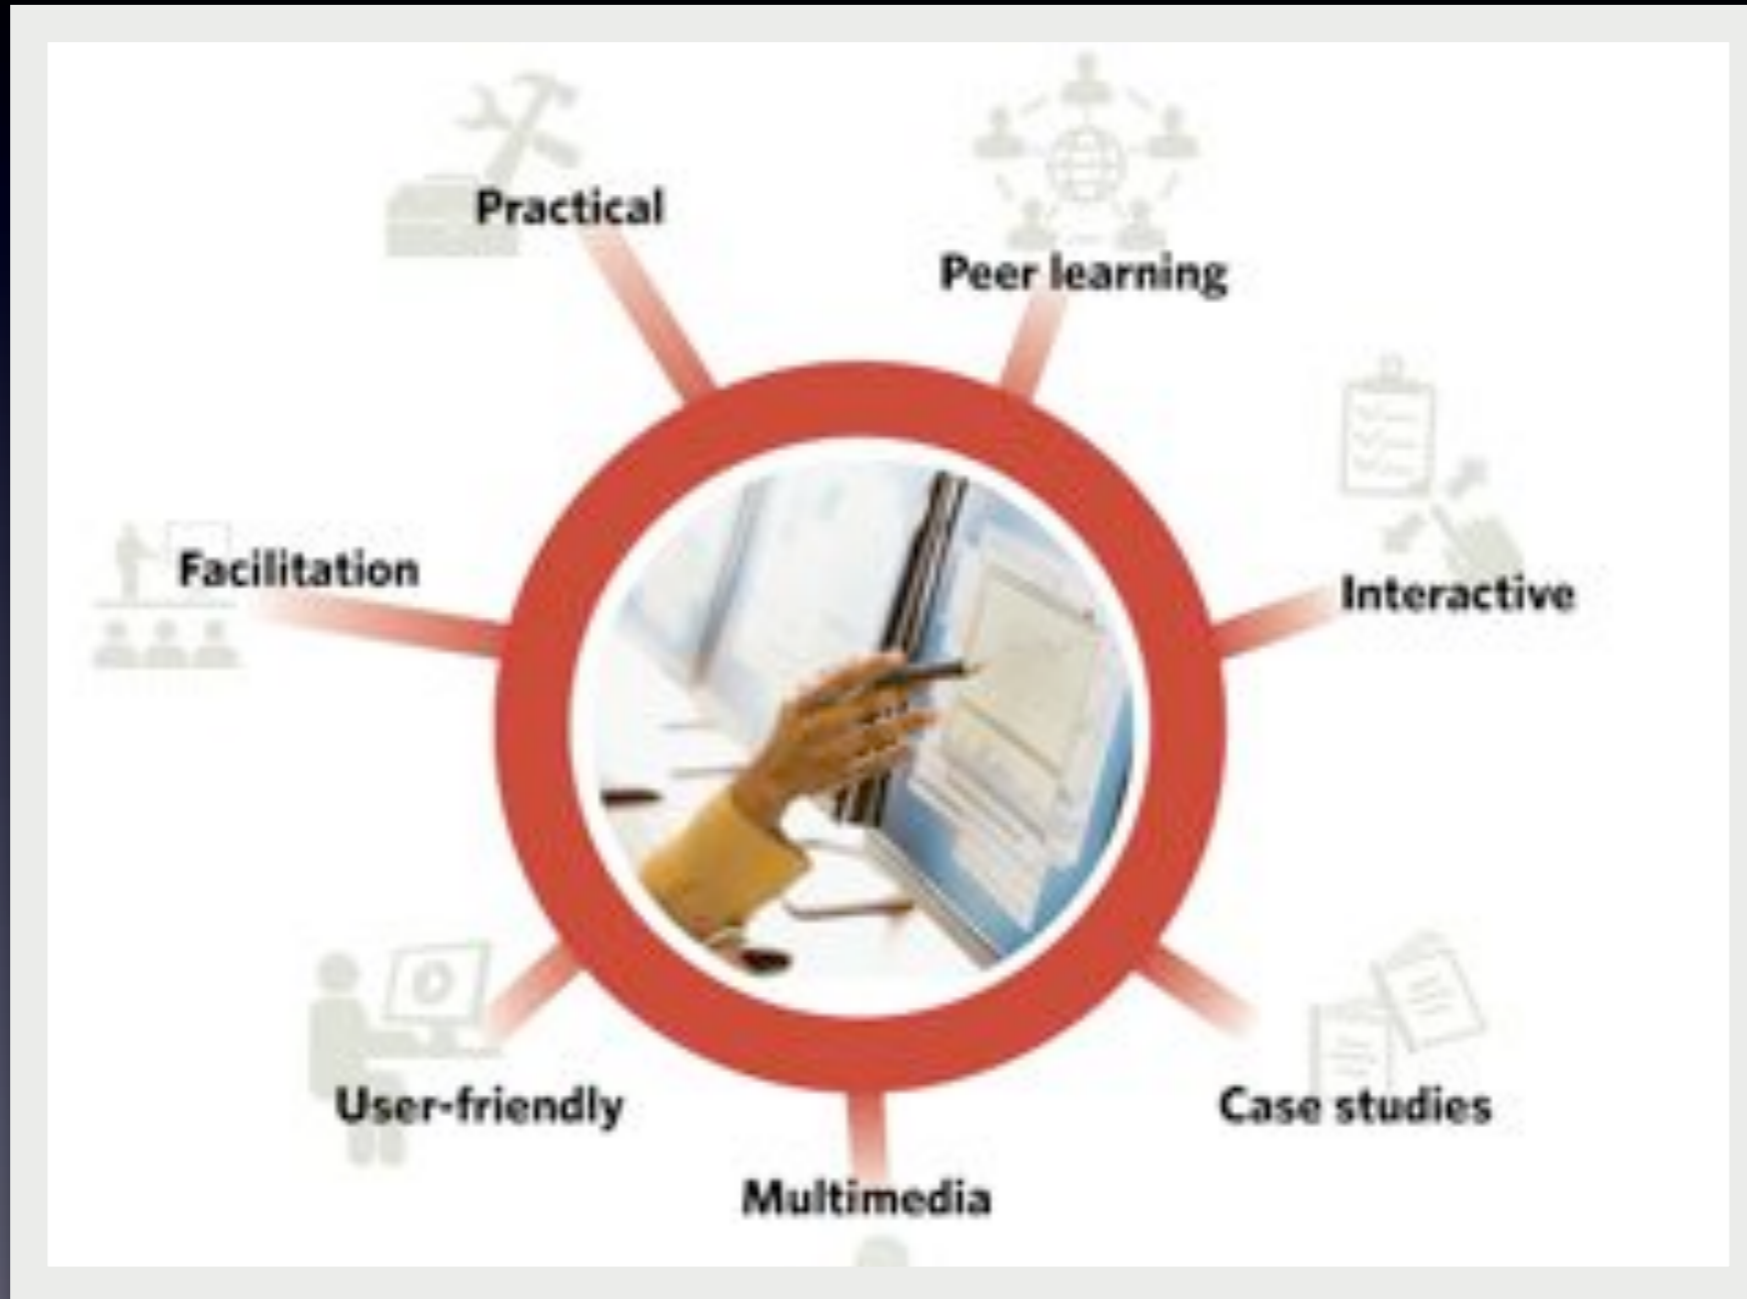 Practical
Peer learning
Interactive
Facilitation
User-friendly
Case studies
Multimedia